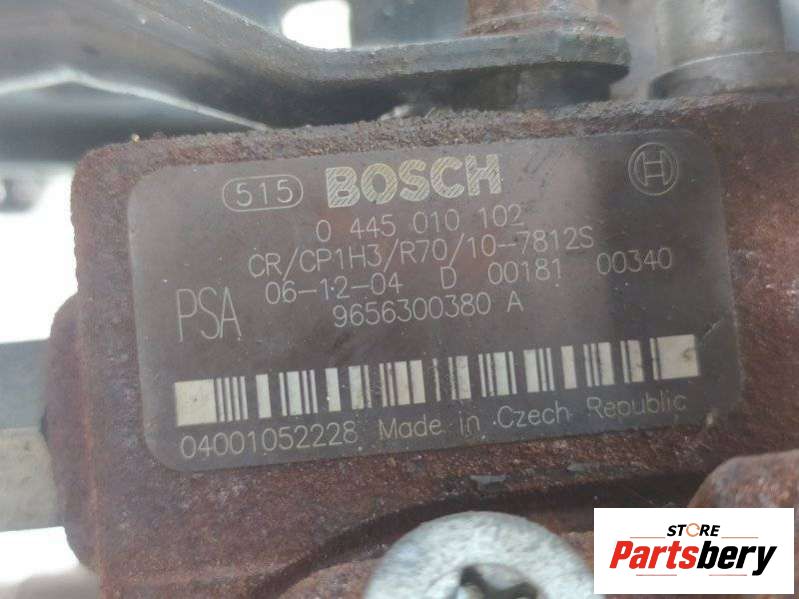 515 BOSCH
0 445 010 102
CR/CP1H3/R70/10-7812S
PSA 06-12-04 D 00181 00340
9656300380 A
04001052228 Made in Czech Republic
STORE
Partsbery